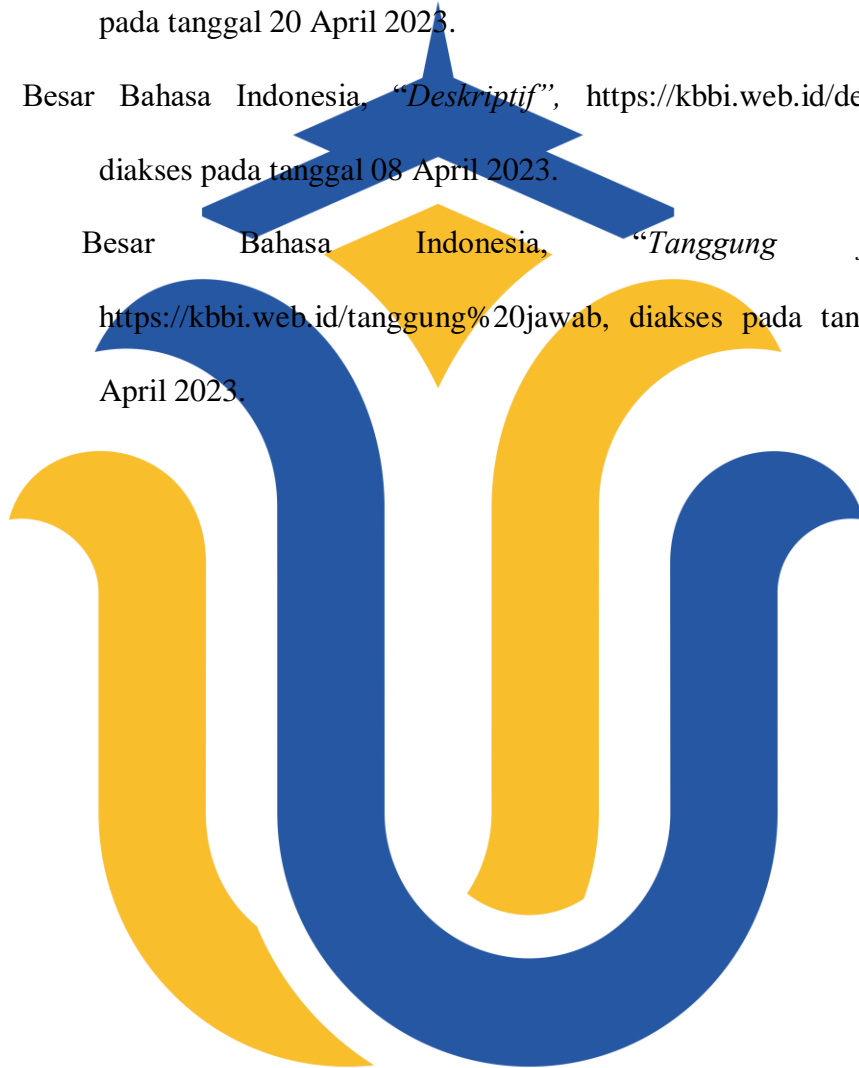 pada tanggal 20 April 2023.
Besar Bahasa Indonesia, “Deskriptif”, https://kbbi.web.id/de
diakses pada tanggal 08 April 2023.
Besar Bahasa Indonesia, “Tanggung
https://kbbi.web.id/tanggung%20jawab, diakses pada tan
April 2023.